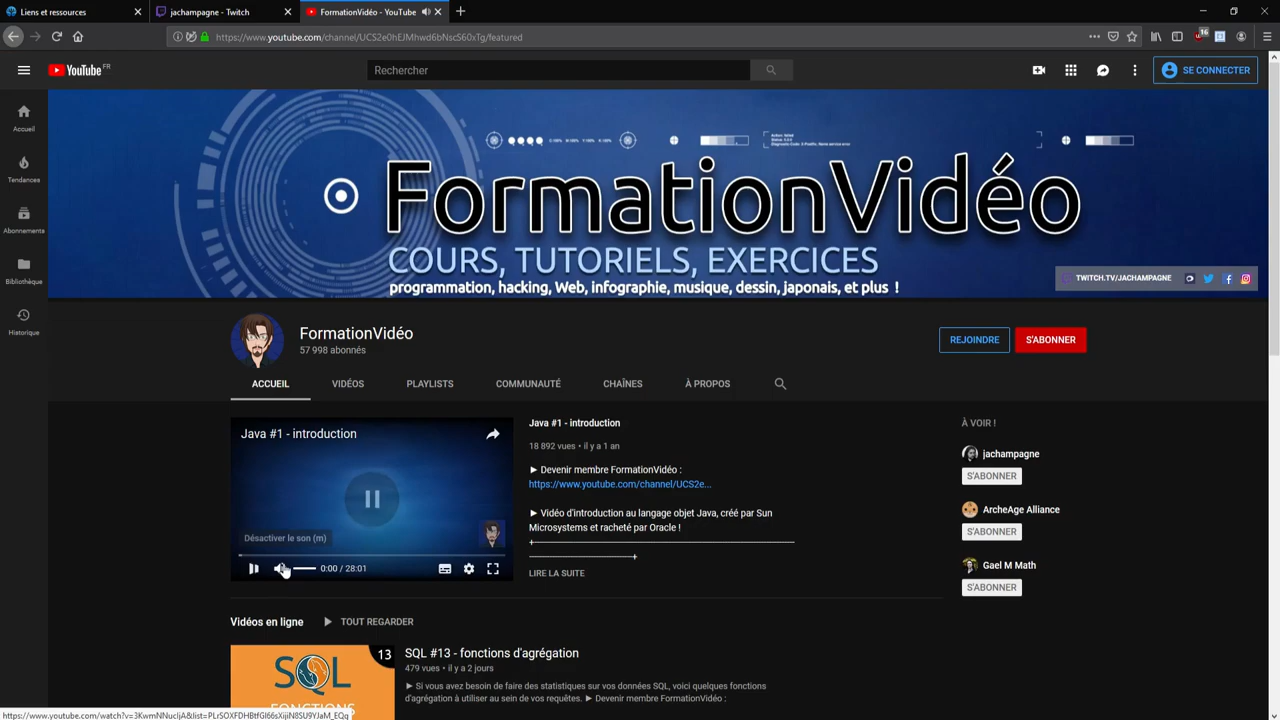 Liens et ressources
jachampagne - Twitch
FormationVidéo - YouTube
https://www.youtube.com/channel/UCS2e0hEJMhwd6bNscS60xTg/featured
16
YouTube FR
Rechercher
SE CONNECTER
Accueil
Tendances
Abonnements
Bibliothèque
Historique
FormationVidéo
COURS, TUTORIELS, EXERCICES
programmation, hacking, Web, infographie, musique, dessin, japonais, et plus !
TWITCH.TV/JACHAMPAGNE
FormationVidéo
57 998 abonnés
REJOINDRE
S'ABONNER
ACCUEIL
VIDÉOS
PLAYLISTS
COMMUNAUTÉ
CHAÎNES
À PROPOS
Java #1 - introduction
Désactiver le son (m)
0:00 / 28:01
Java #1 - introduction
18 892 vues • il y a 1 an
► Devenir membre FormationVidéo :
https://www.youtube.com/channel/UCS2e...
► Vidéo d'introduction au langage objet Java, créé par Sun
Microsystems et racheté par Oracle !
LIRE LA SUITE
À VOIR !
jachampagne
S'ABONNER
ArcheAge Alliance
S'ABONNER
Gael M Math
S'ABONNER
Vidéos en ligne
TOUT REGARDER
13
SQL
FONCTIONS
SQL #13 - fonctions d'agrégation
479 vues • il y a 2 jours
► Si vous avez besoin de faire des statistiques sur vos données SQL, voici quelques fonctions
d'agrégation à utiliser au sein de vos requêtes. ► Devenir membre FormationVidéo :